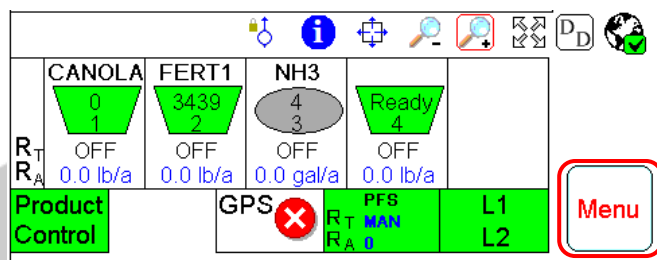 i
D D
CANOLA FERT1 NH3
0 3439 4 Ready
1 2 3 4
RT OFF OFF OFF OFF
RA 0.0 lb/a 0.0 lb/a 0.0 gal/a 0.0 lb/a
Product Control
GPS
PFS
RT MAN
RA 0
L1
L2
Menu